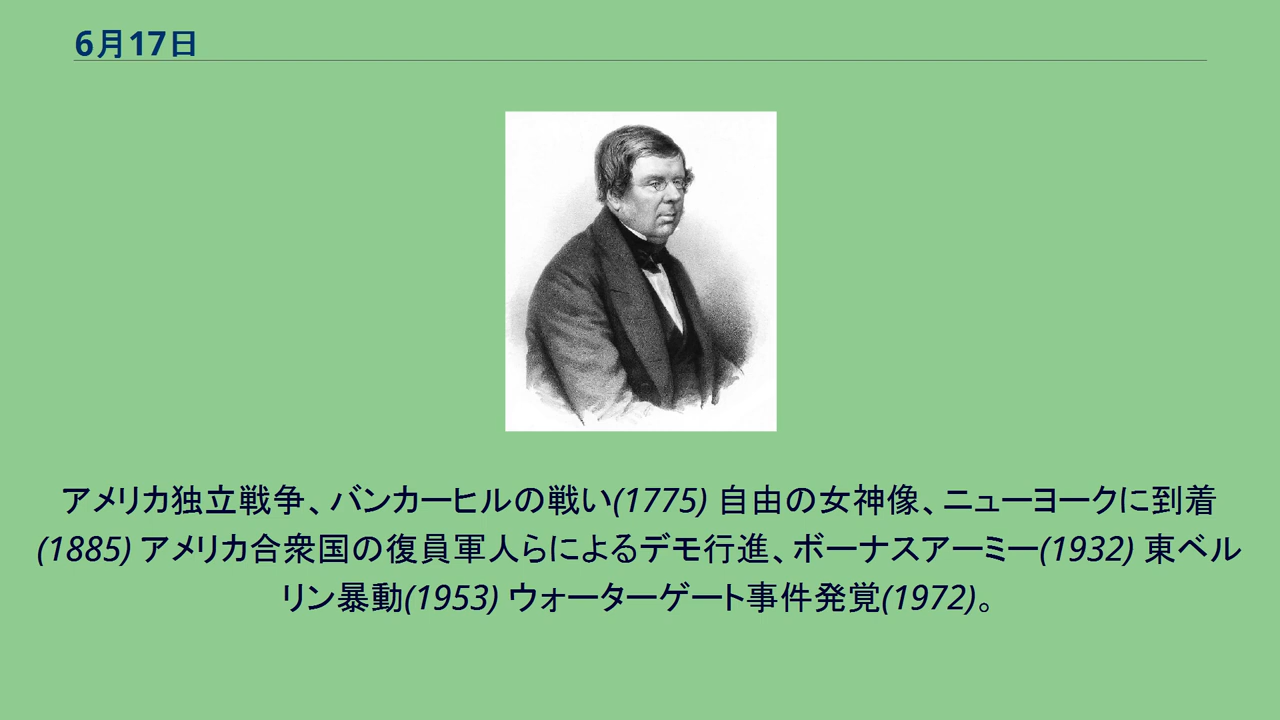 6月17日
アメリカ独立戦争、バンカーヒルの戦い(1775) 自由の女神像、ニューヨークに到着
(1885) アメリカ合衆国の復員軍人らによるデモ行進、ボーナスアーミー(1932) 東ベル
リン暴動(1953) ウォーターゲート事件発覚(1972)。